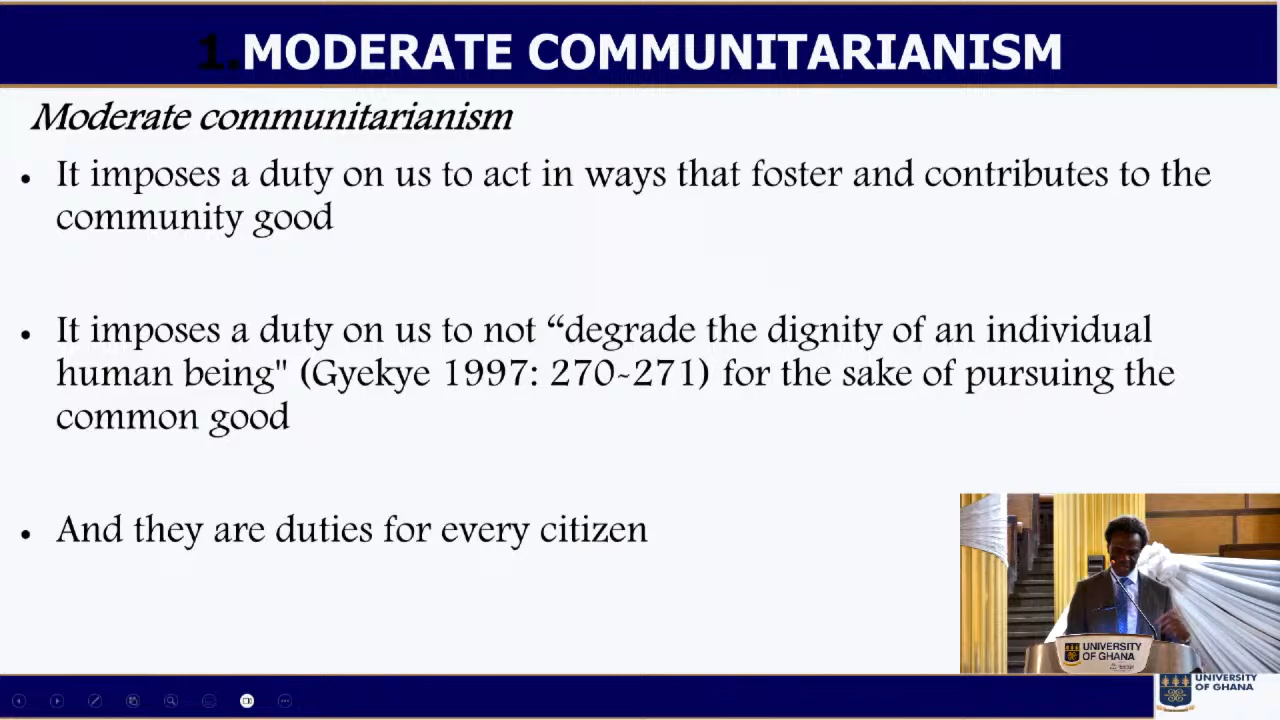 1.MODERATE COMMUNITARIANISM
Moderate communitarianism
• It imposes a duty on us to act in ways that foster and contributes to the
community good
• It imposes a duty on us to not “degrade the dignity of an individual
human being" (Gyekye 1997: 270-271) for the sake of pursuing the
common good
• And they are duties for every citizen
UNIVERSITY
OF GHANA
UNIVERSITY
OF GHANA